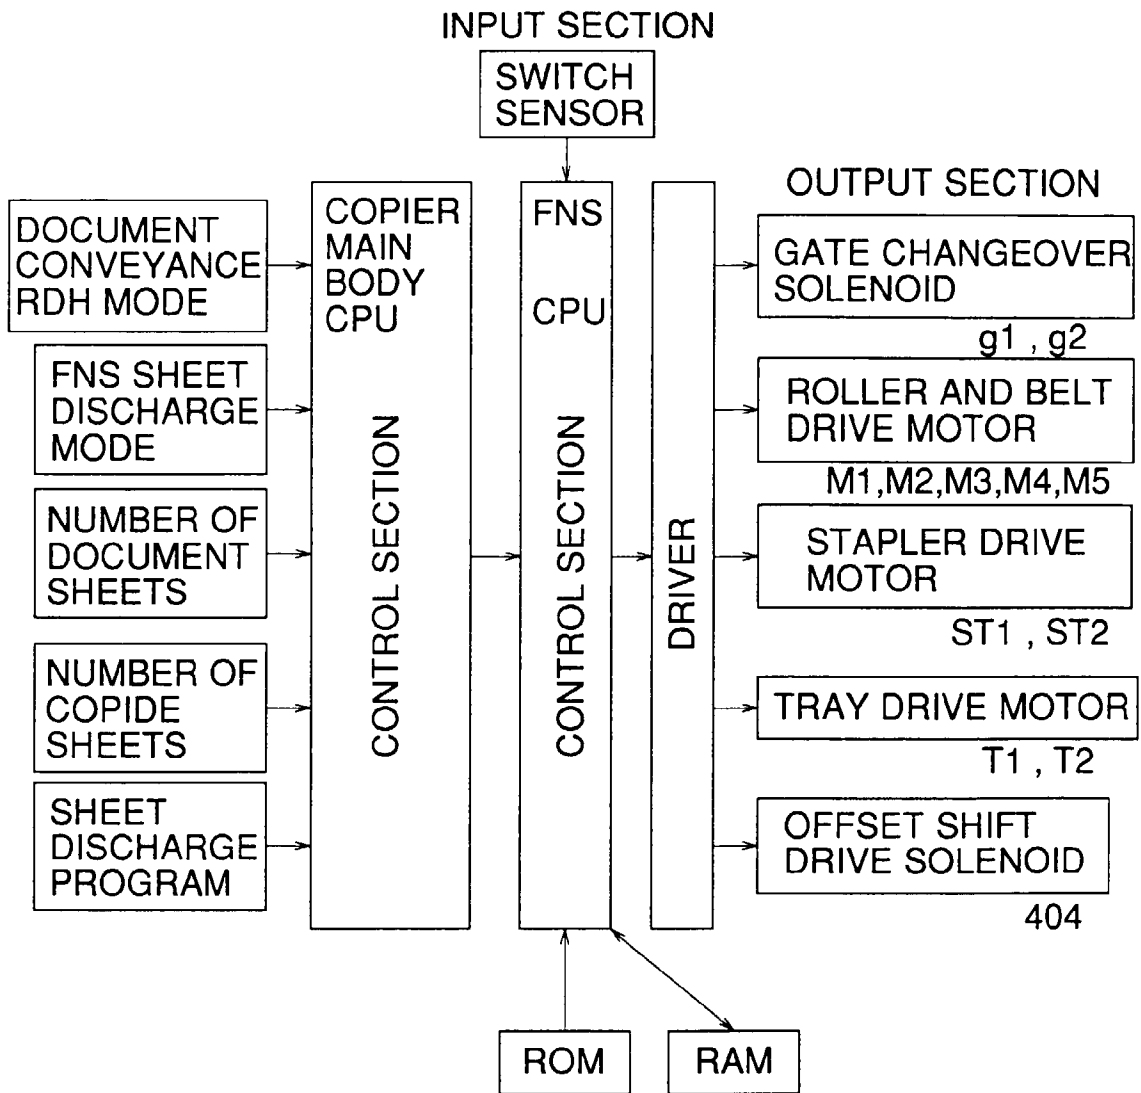 INPUT SECTION
SWITCH
SENSOR
DOCUMENT
CONVEYANCE
RDH MODE
FNS SHEET
DISCHARGE
MODE
NUMBER OF
DOCUMENT
SHEETS
NUMBER OF
COPIDE
SHEETS
SHEET
DISCHARGE
PROGRAM
COPIER
MAIN
BODY
CPU
CONTROL SECTION
FNS
CPU
CONTROL SECTION
DRIVER
OUTPUT SECTION
GATE CHANGEOVER
SOLENOID
g1 , g2
ROLLER AND BELT
DRIVE MOTOR
M1,M2,M3,M4,M5
STAPLER DRIVE
MOTOR
ST1 , ST2
TRAY DRIVE MOTOR
T1 , T2
OFFSET SHIFT
DRIVE SOLENOID
404
ROM
RAM